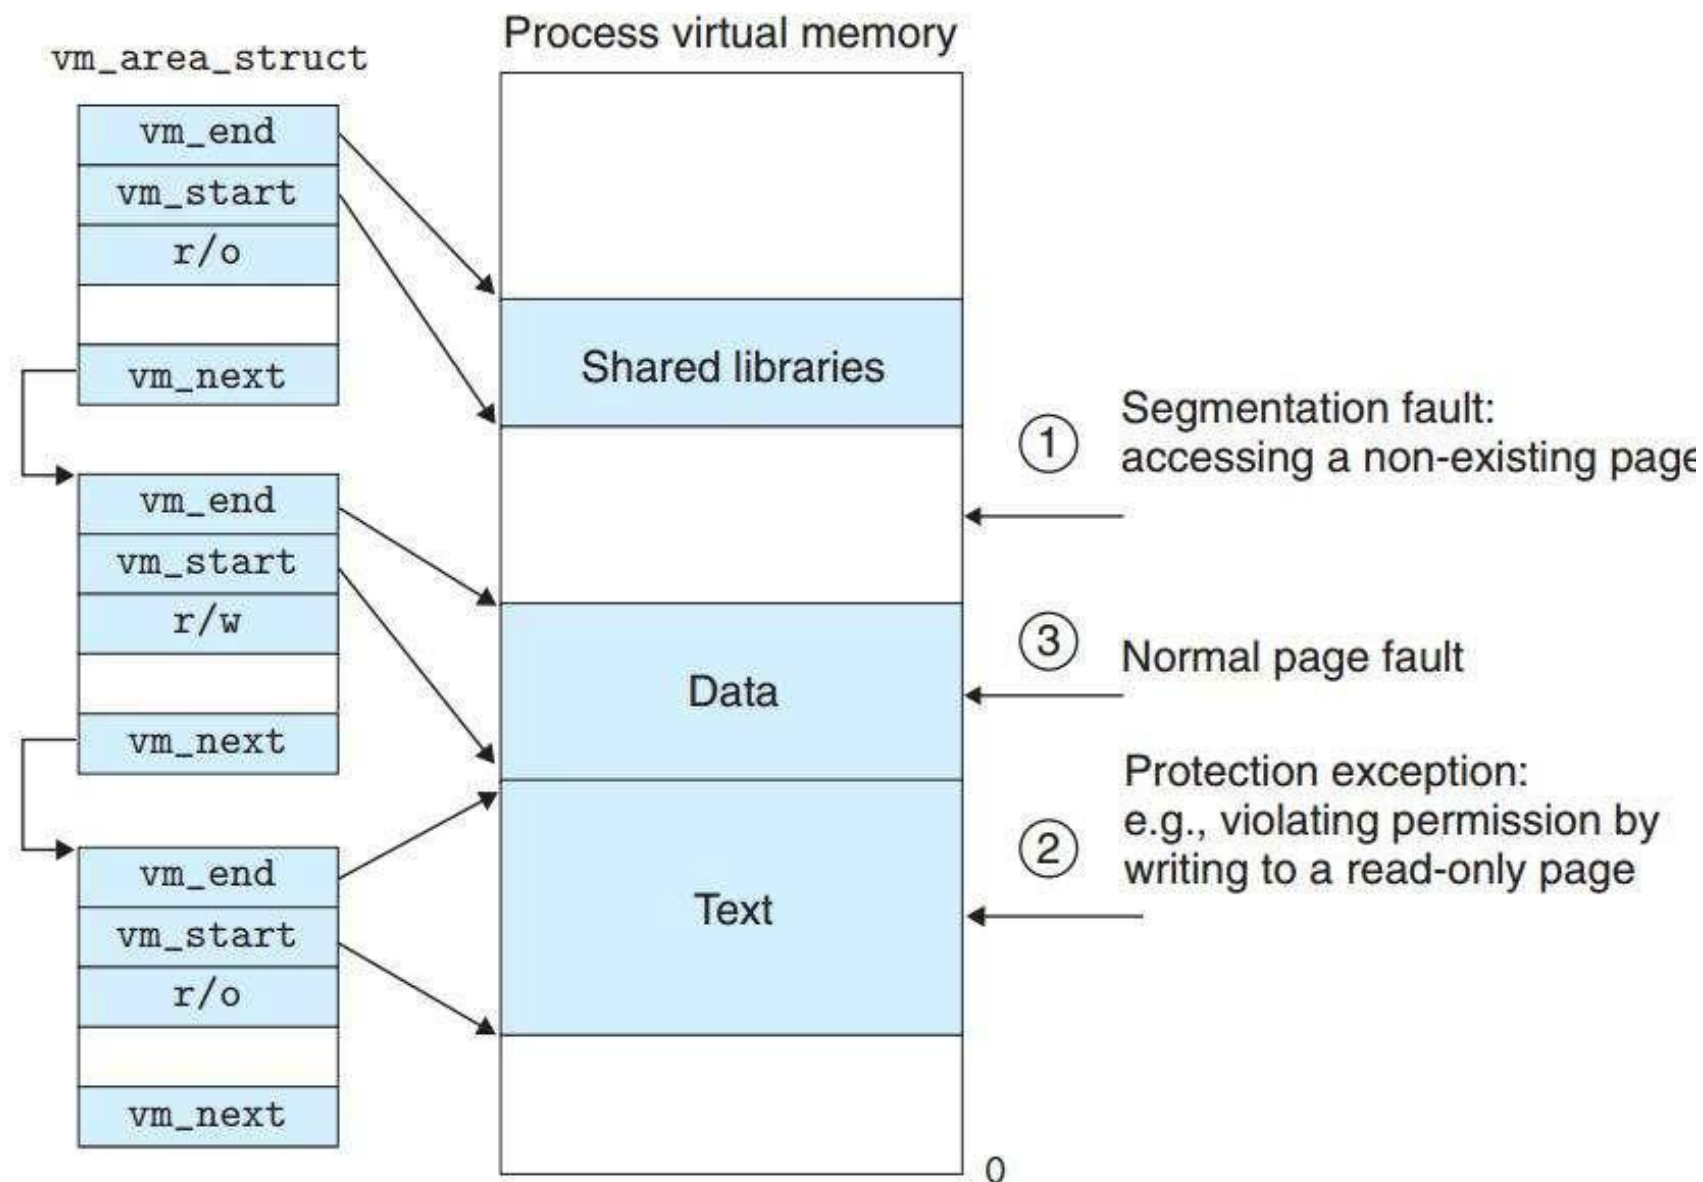 Process virtual memory
vm_area_struct
vm_end
vm_start
r/o
vm_next
vm_end
vm_start
r/w
vm_next
vm_end
vm_start
r/o
vm_next
Shared libraries
Data
Text
0
1
Segmentation fault:
accessing a non-existing page
3
Normal page fault
2
Protection exception:
e.g., violating permission by
writing to a read-only page